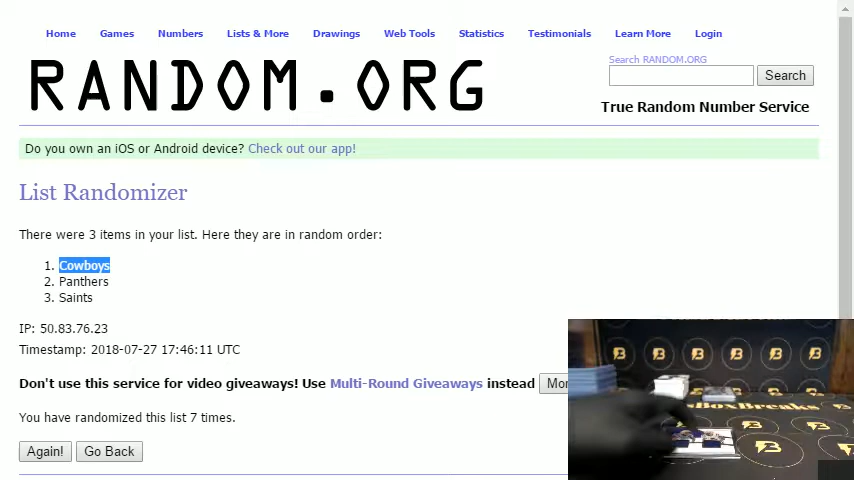 Home Games Numbers Lists & More Drawings Web Tools Statistics Testimonials Learn More Login
RANDOM.ORG
Search RANDOM.ORG
Search
True Random Number Service
Do you own an iOS or Android device? Check out our app!
List Randomizer
There were 3 items in your list. Here they are in random order:
1. Cowboys
2. Panthers
3. Saints
IP: 50.83.76.23
Timestamp: 2018-07-27 17:46:11 UTC
Don't use this service for video giveaways! Use Multi-Round Giveaways instead
You have randomized this list 7 times.
sBoxBreaks
Again! Go Back